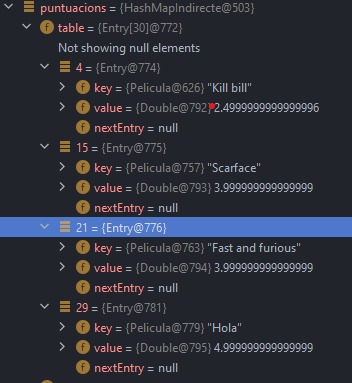 puntuacions = {HashMapIndirecte@503}
f table = {Entry[30]@772}
Not showing null elements
4 = {Entry@774}
f key = {Pelicula@626} "Kill bill"
f value = {Double@792} 2.4999999999999996
f nextEntry = null
15 = {Entry@775}
f key = {Pelicula@757} "Scarface"
f value = {Double@793} 3.99999999999999
f nextEntry = null
21 = {Entry@776}
f key = {Pelicula@763} "Fast and furious"
f value = {Double@794} 3.99999999999999
f nextEntry = null
29 = {Entry@781}
f key = {Pelicula@779} "Hola"
f value = {Double@795} 4.99999999999999
f nextEntry = null